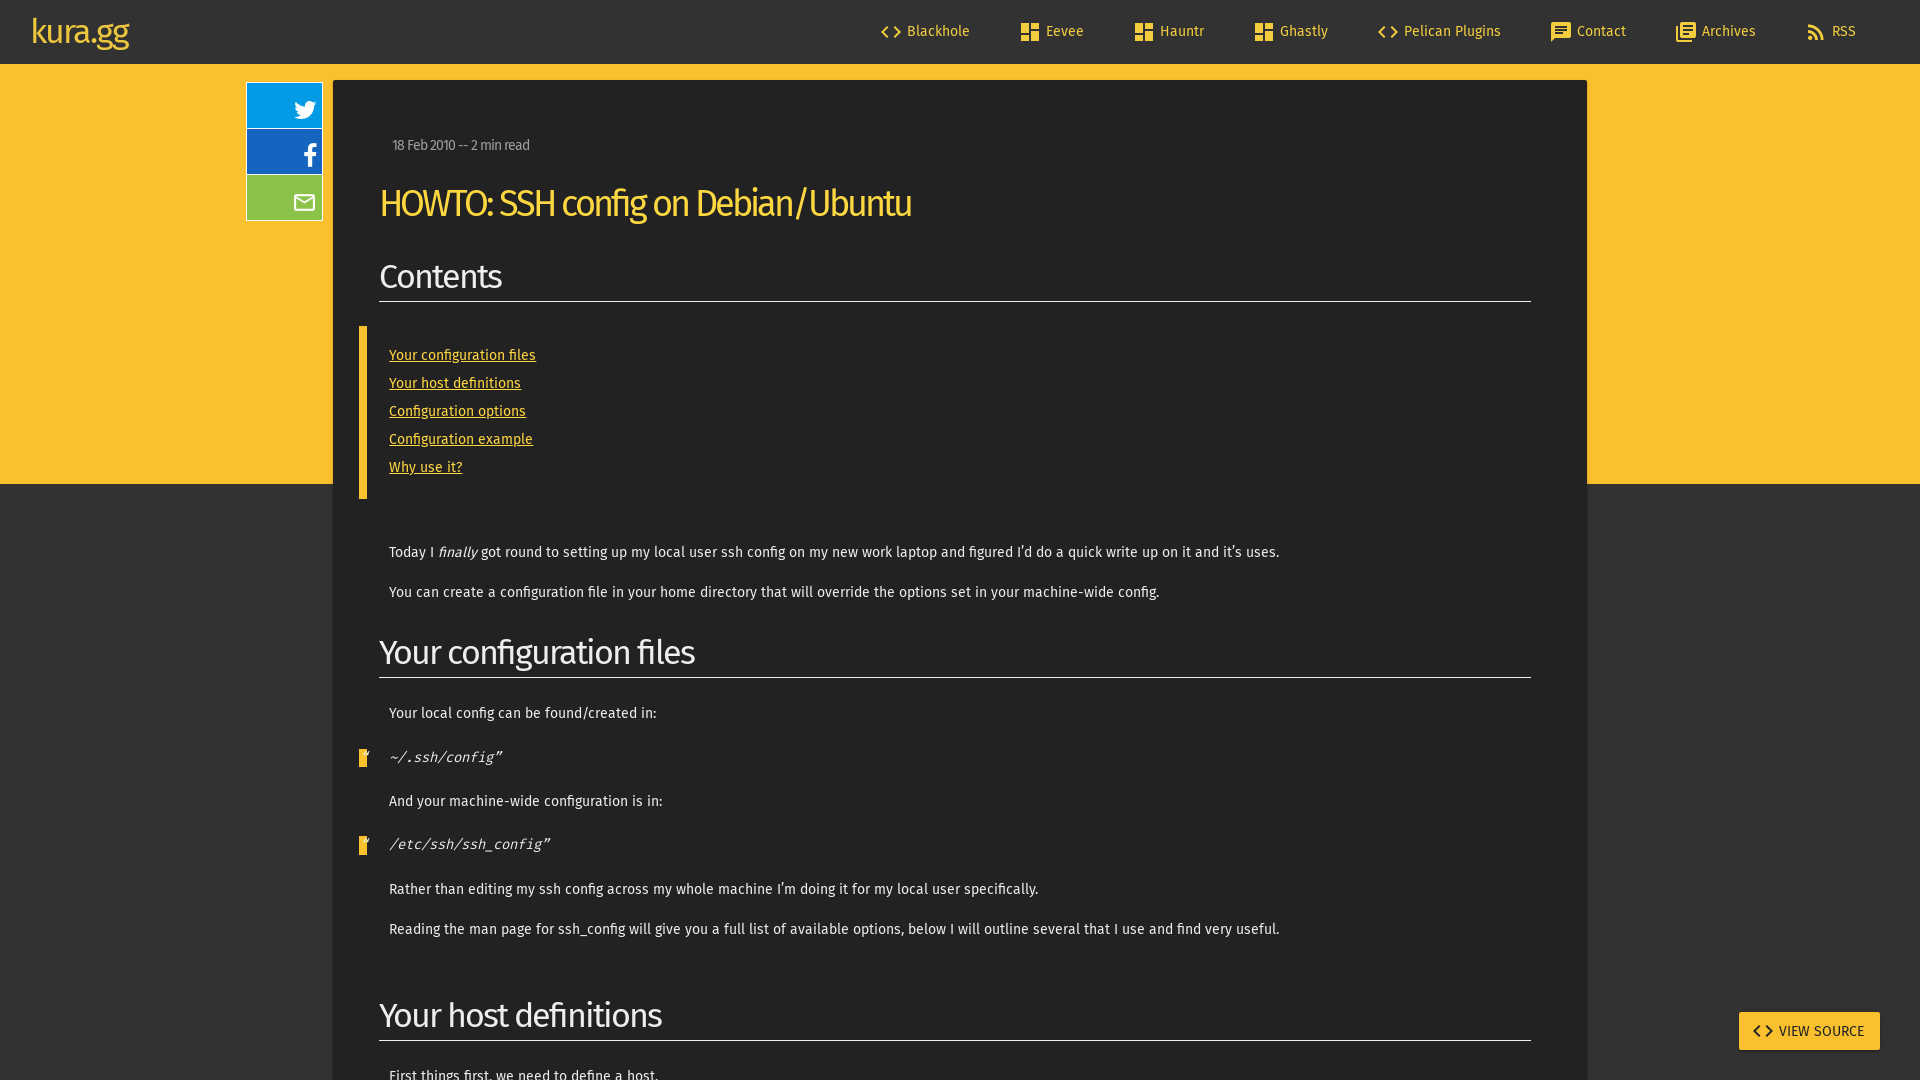 kura.gg
Blackhole
Eevee
Hauntr
Ghastly
Pelican Plugins
Contact
Archives
RSS
18 Feb 2010 -- 2 min read
HOWTO: SSH config on Debian/Ubuntu
Contents
Your configuration files
Your host definitions
Configuration options
Configuration example
Why use it?
Today I finally got round to setting up my local user ssh config on my new work laptop and figured I’d do a quick write up on it and it’s uses.
You can create a configuration file in your home directory that will override the options set in your machine-wide config.
Your configuration files
Your local config can be found/created in:
~/.ssh/config”
And your machine-wide configuration is in:
/etc/ssh/ssh_config”
Rather than editing my ssh config across my whole machine I’m doing it for my local user specifically.
Reading the man page for ssh_config will give you a full list of available options, below I will outline several that I use and find very useful.
Your host definitions
VIEW SOURCE
First things first, we need to define a host.